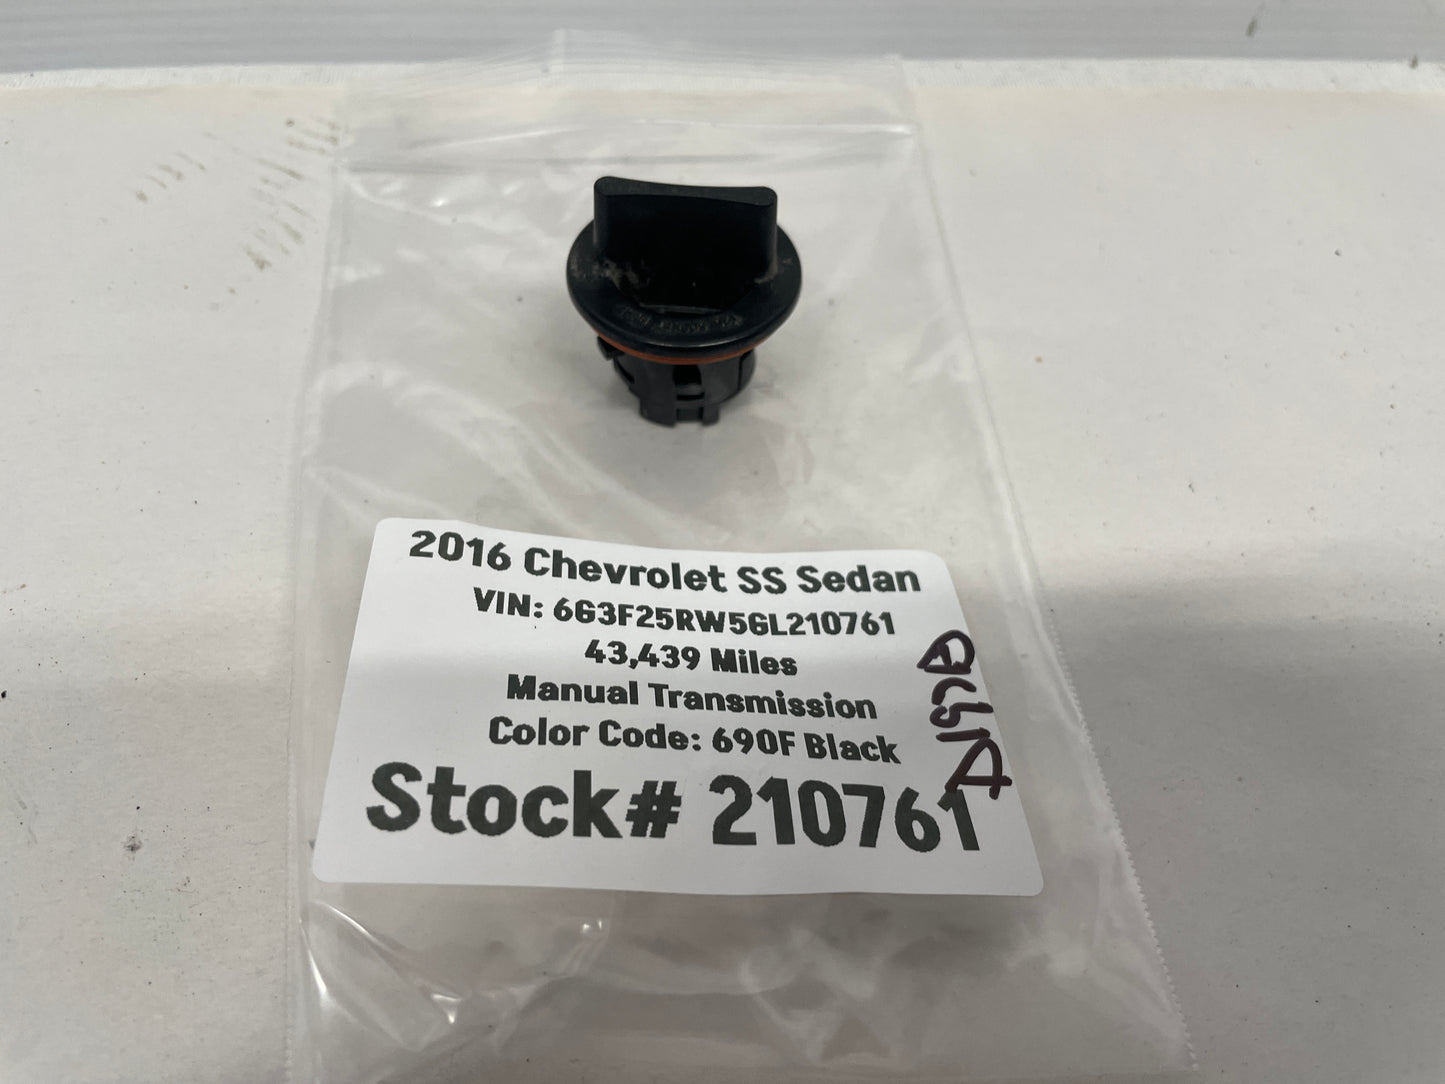 2016 Chevrolet SS Sedan
VIN: 6G3F25RW5GL210761
43,439 Miles
Manual Transmission
Color Code: 690F Black
Stock# 210761